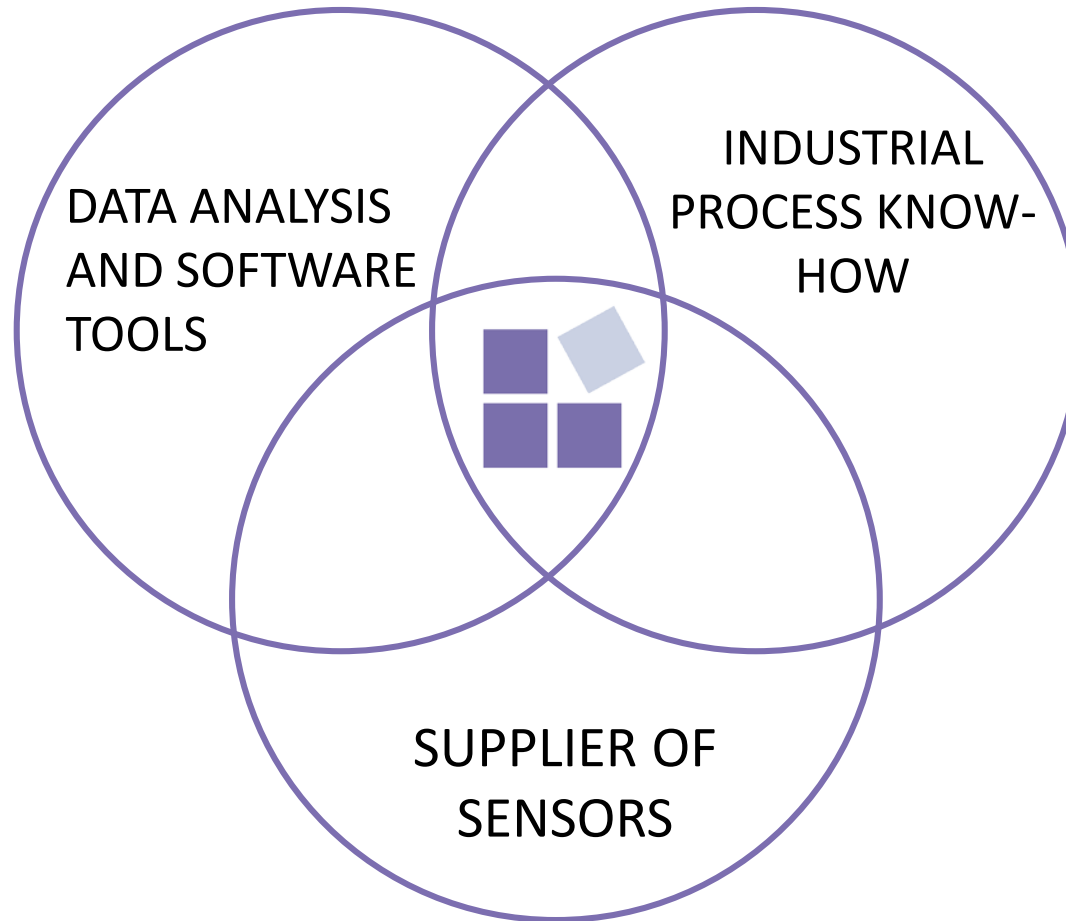 DATA ANALYSIS
AND SOFTWARE
TOOLS
INDUSTRIAL
PROCESS KNOW-
HOW
SUPPLIER OF
SENSORS